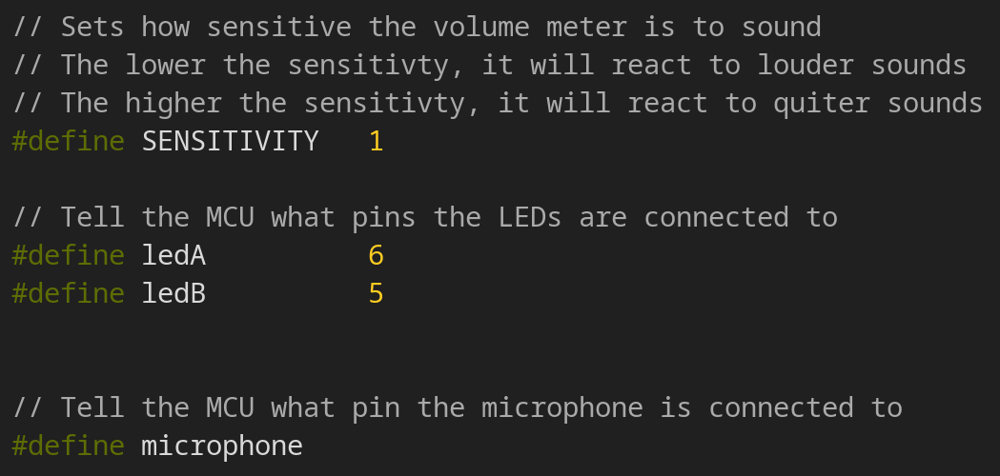 // Sets how sensitive the volume meter is to sound
// The lower the sensitivty, it will react to louder sounds
// The higher the sensitivty, it will react to quiter sounds
#define SENSITIVITY   1
// Tell the MCU what pins the LEDs are connected to
#define ledA          6
#define ledB          5
// Tell the MCU what pin the microphone is connected to
#define microphone